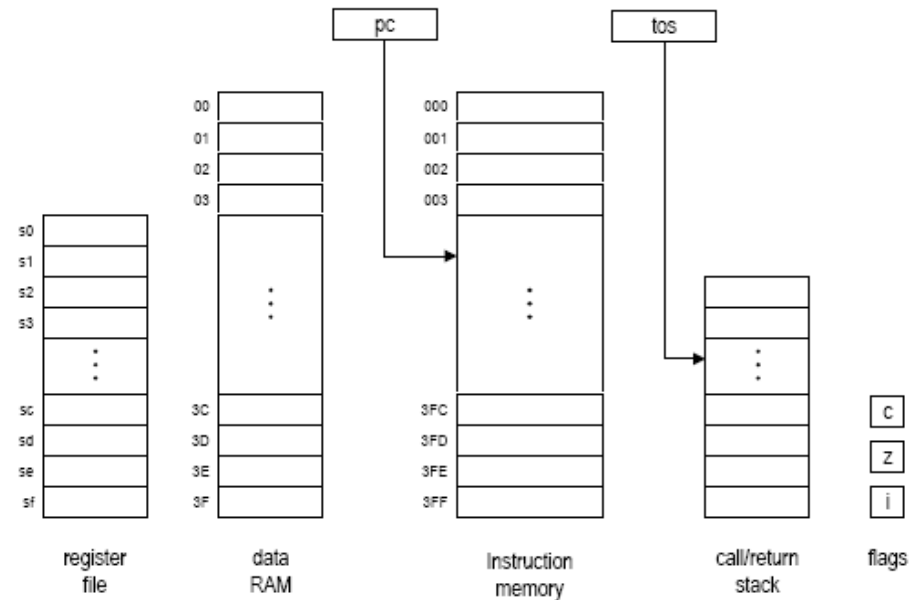 pc
tos
00
01
02
03
000
001
002
003
s0
s1
s2
s3
sc
sd
se
sf
3C
3D
3E
3F
3FC
3FD
3FE
3FF
c
z
i
register
file
data
RAM
Instruction
memory
call/return
stack
flags